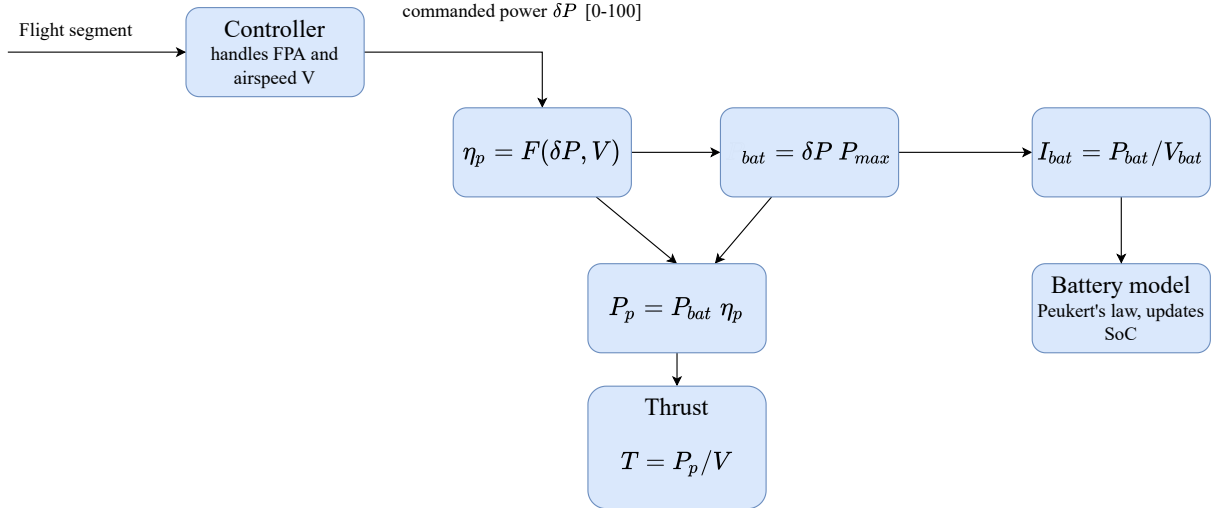 commanded power δP [0-100]
Flight segment
Controller
handles FPA and
airspeed V
η_p = F(δP, V)
_bat = δP P_max
I_bat = P_bat/V_bat
P_p = P_bat η_p
Battery model
Peukert's law, updates
SoC
Thrust
T = P_p/V